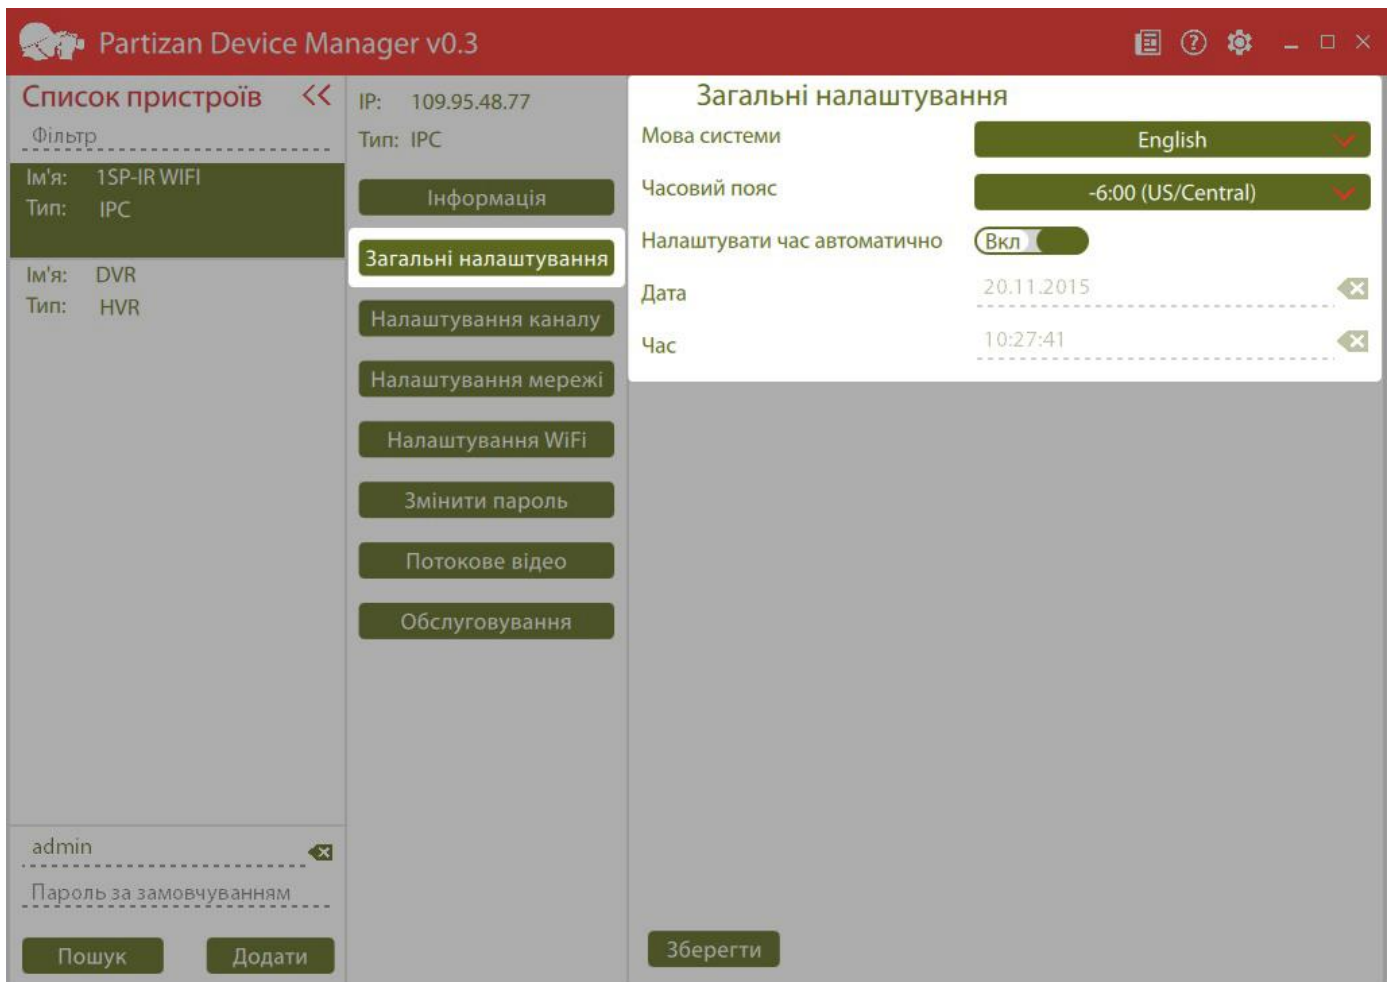 Partizan Device Manager v0.3
Список пристроїв <<
Фільтр
Ім'я: 1SP-IR WIFI
Тип: IPC
Ім'я: DVR
Тип: HVR
admin
Пароль за замовчуванням
Пошук
Додати
IP: 109.95.48.77
Тип: IPC
Інформація
Загальні налаштування
Налаштування каналу
Налаштування мережі
Налаштування WiFi
Змінити пароль
Потокове відео
Обслуговування
Загальні налаштування
Мова системи English
Часовий пояс -6:00 (US/Central)
Налаштувати час автоматично Вкл
Дата 20.11.2015
Час 10:27:41
Зберегти